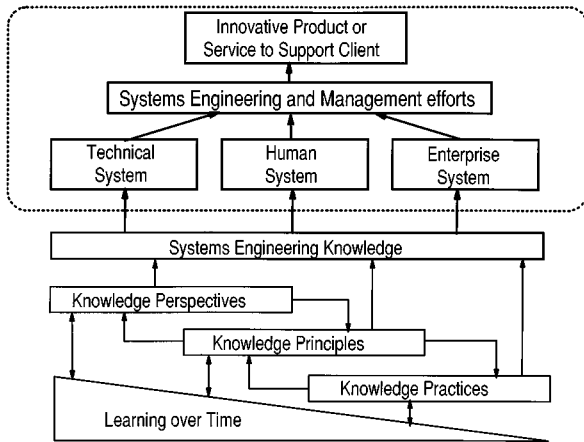 Innovative Product or
Service to Support Client
Systems Engineering and Management efforts
Technical
System
Human
System
Enterprise
System
Systems Engineering Knowledge
Knowledge Perspectives
Knowledge Principles
Knowledge Practices
Learning over Time